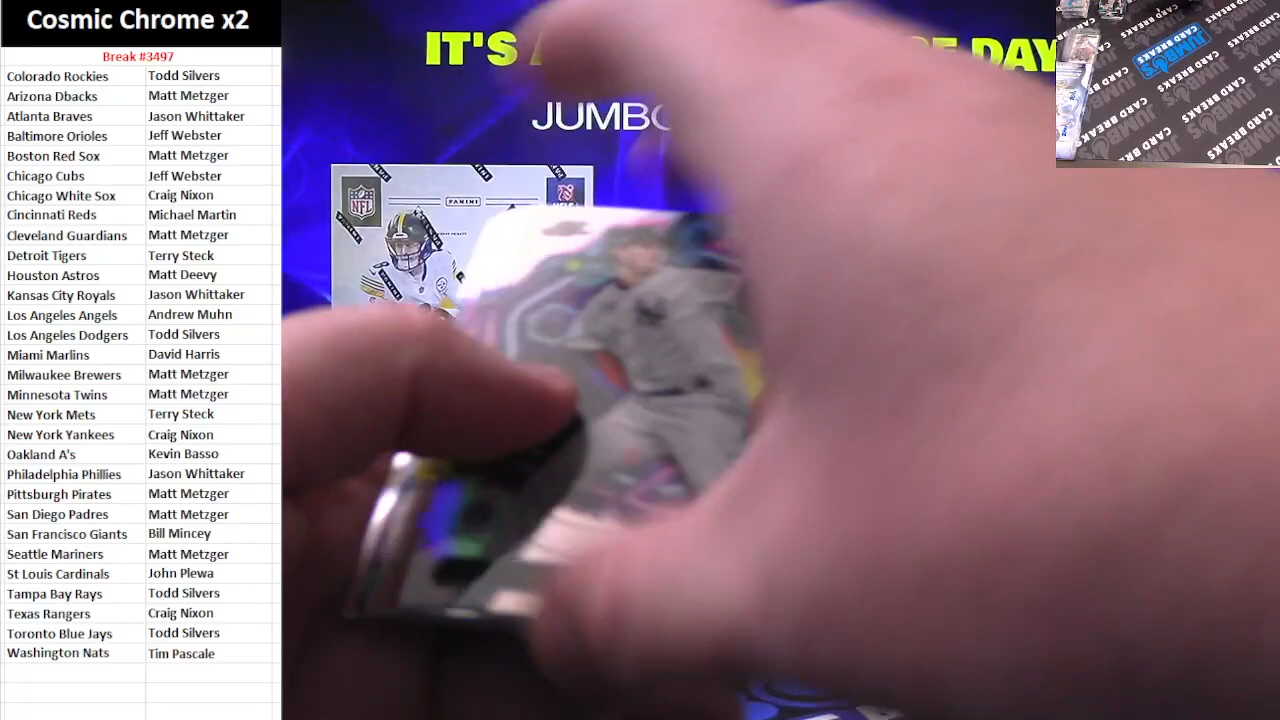 Cosmic Chrome x2
Break #3497
Colorado Rockies Todd Silvers
Arizona Dbacks Matt Metzger
Atlanta Braves Jason Whittaker
Baltimore Orioles Jeff Webster
Boston Red Sox Matt Metzger
Chicago Cubs Jeff Webster
Chicago White Sox Craig Nixon
Cincinnati Reds Michael Martin
Cleveland Guardians Matt Metzger
Detroit Tigers Terry Steck
Houston Astros Matt Deevy
Kansas City Royals Jason Whittaker
Los Angeles Angels Andrew Muhn
Los Angeles Dodgers Todd Silvers
Miami Marlins David Harris
Milwaukee Brewers Matt Metzger
Minnesota Twins Matt Metzger
New York Mets Terry Steck
New York Yankees Craig Nixon
Oakland A's Kevin Basso
Philadelphia Phillies Jason Whittaker
Pittsburgh Pirates Matt Metzger
San Diego Padres Matt Metzger
San Francisco Giants Bill Mincey
Seattle Mariners Matt Metzger
St Louis Cardinals John Plewa
Tampa Bay Rays Todd Silvers
Texas Rangers Craig Nixon
Toronto Blue Jays Todd Silvers
Washington Nats Tim Pascale
IT'S DAY
JUMBO
NFL
PANINI
JUMBO'S
CARD BREAKS